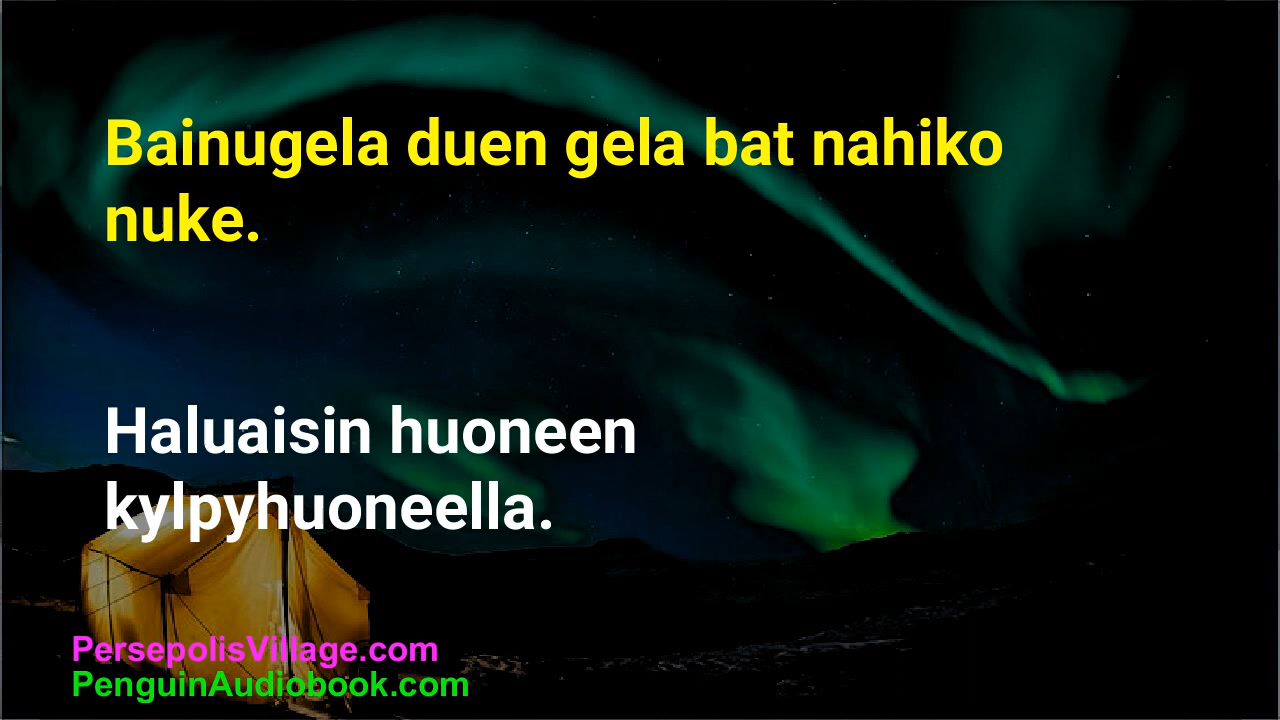 Bainugela duen gela bat nahiko
nuke.
Haluaisin huoneen
kylpyhuoneella.
PersepolisVillage.com
PenguinAudiobook.com